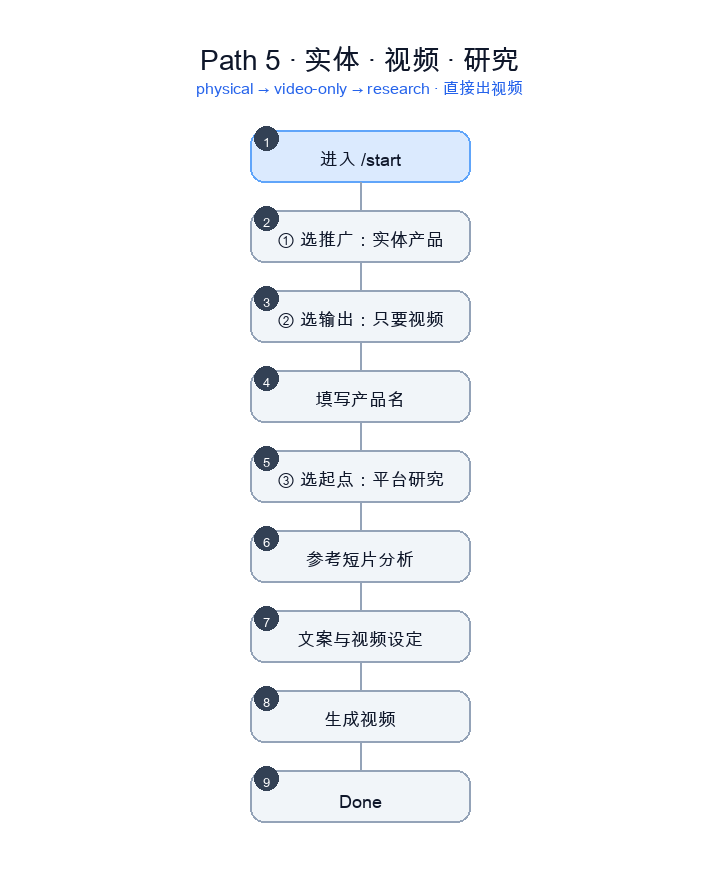 Path 5 · 实体 · 视频 · 研究
physical → video-only → research · 直接出视频
1
进入 /start
2
① 选推广：实体产品
3
② 选输出：只要视频
4
填写产品名
5
③ 选起点：平台研究
6
参考短片分析
7
文案与视频设定
8
生成视频
9
Done